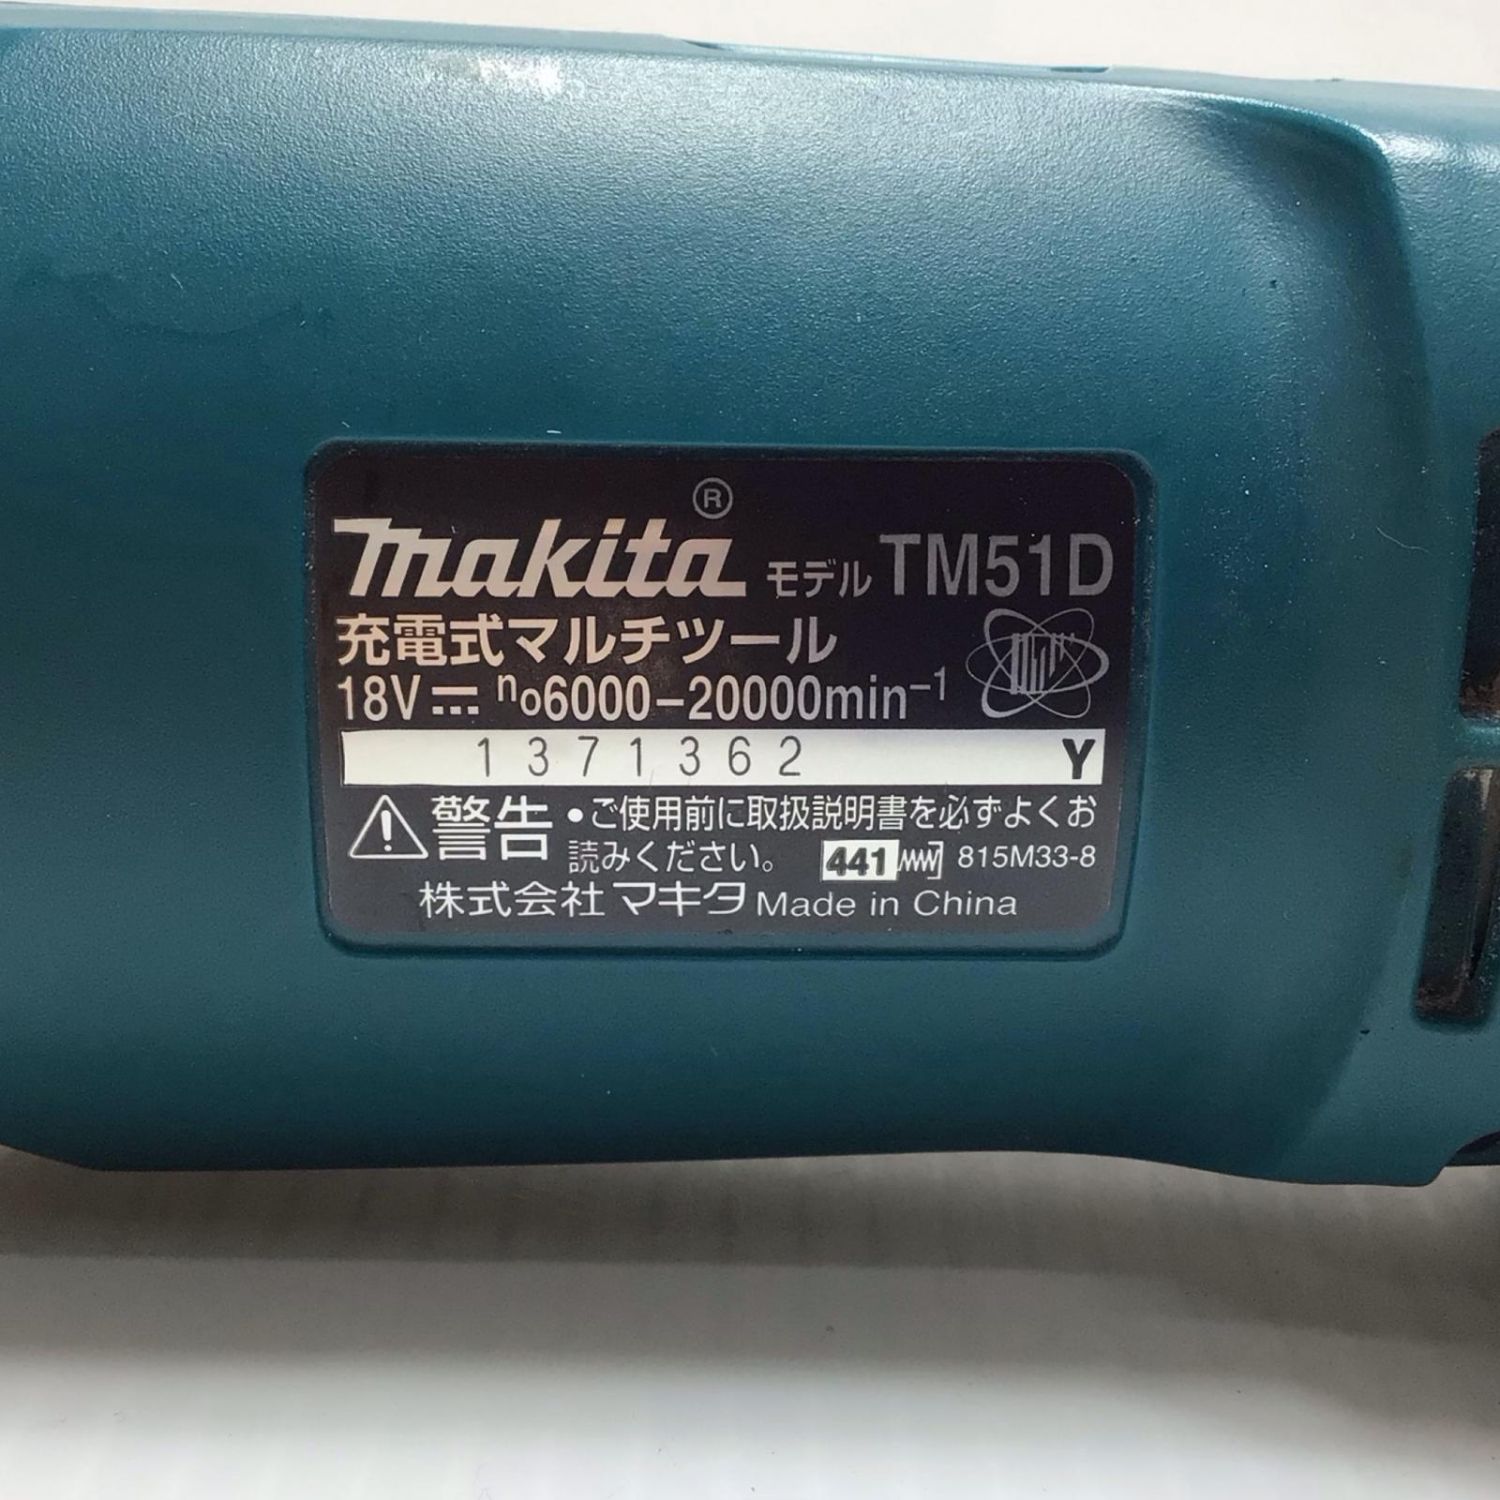 makita® モデル TM51D
充電式マルチツール
18V⎓ no6000-20000min-1
1371362 Y
⚠警告 •ご使用前に取扱説明書を必ずよくお
読みください。 441 815M33-8
株式会社マキタ Made in China